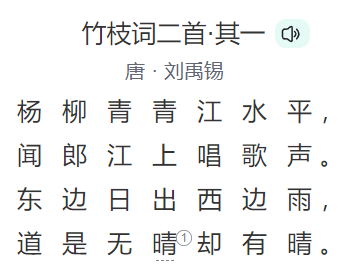 竹枝词二首·其一
唐 · 刘禹锡
杨柳青青江水平，
闻郎江上唱歌声。
东边日出西边雨，
道是无晴①却有晴。